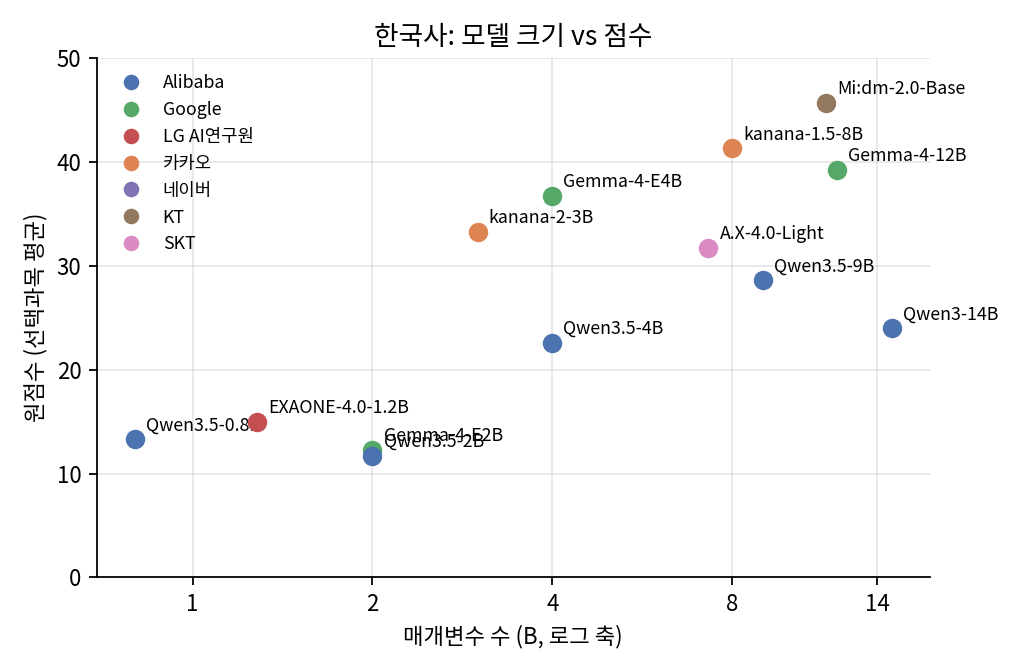 한국사: 모델 크기 vs 점수
원점수 (선택과목 평균)
50
40
30
20
10
0
Alibaba
Google
LG AI연구원
카카오
네이버
KT
SKT
Mi:dm-2.0-Base
kanana-1.5-8B
Gemma-4-12B
Gemma-4-E4B
kanana-2-3B
A.X-4.0-Light
Qwen3.5-9B
Qwen3-14B
Qwen3.5-4B
EXAONE-4.0-1.2B
Qwen3.5-0.8
Gemma-4-E2B
Qwen3.5-2B
1
2
4
8
14
매개변수 수 (B, 로그 축)